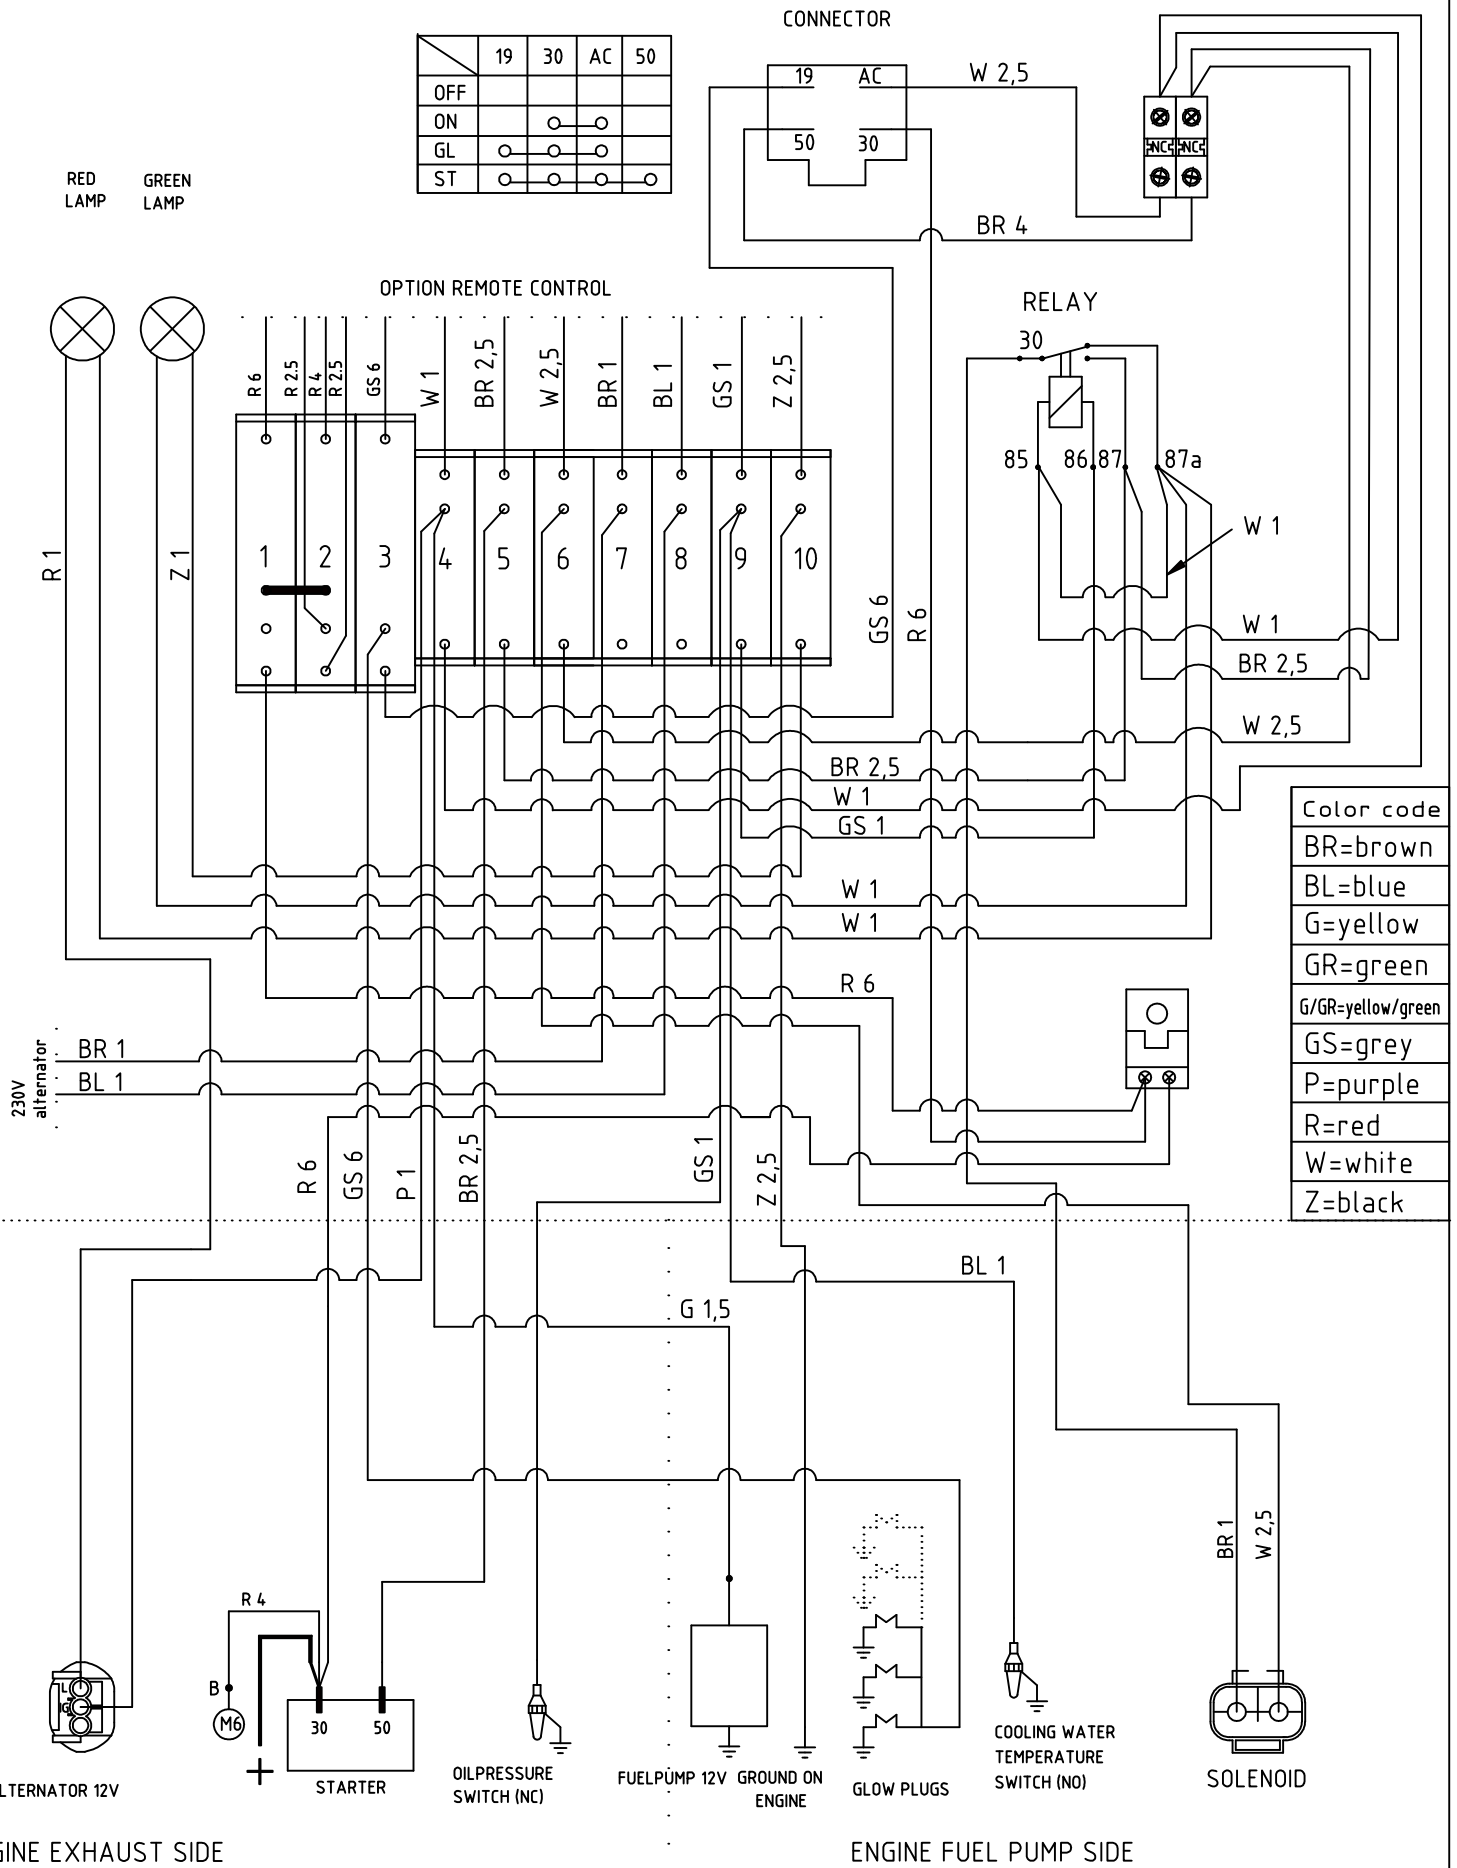 CONNECTOR
19 30 AC 50
OFF
ON
GL
ST
19 AC
50 30
W 2,5
BR 4
NC NC
RED
LAMP
GREEN
LAMP
OPTION REMOTE CONTROL
RELAY
30
R 6
R 2.5
R 4
R 2.5
GS 6
W 1
BR 2,5
W 2,5
BR 1
BL 1
GS 1
Z 2,5
85 86 87 87a
W 1
R 1
Z 1
1 2 3 4 5 6 7 8 9 10
GS 6
R 6
W 1
BR 2,5
W 2,5
BR 2,5
W 1
GS 1
W 1
W 1
R 6
Color code
BR=brown
BL=blue
G=yellow
GR=green
G/GR=yellow/green
GS=grey
P=purple
R=red
W=white
Z=black
230V
alternator
BR 1
BL 1
R 6
GS 6
P 1
BR 2,5
GS 1
Z 2,5
BL 1
G 1,5
BR 1
W 2,5
R 4
B
M6
L
IG
30 50
+
LTERNATOR 12V
STARTER
OILPRESSURE
SWITCH (NC)
FUELPUMP 12V
GROUND ON
ENGINE
GLOW PLUGS
COOLING WATER
TEMPERATURE
SWITCH (NO)
SOLENOID
GINE EXHAUST SIDE
ENGINE FUEL PUMP SIDE